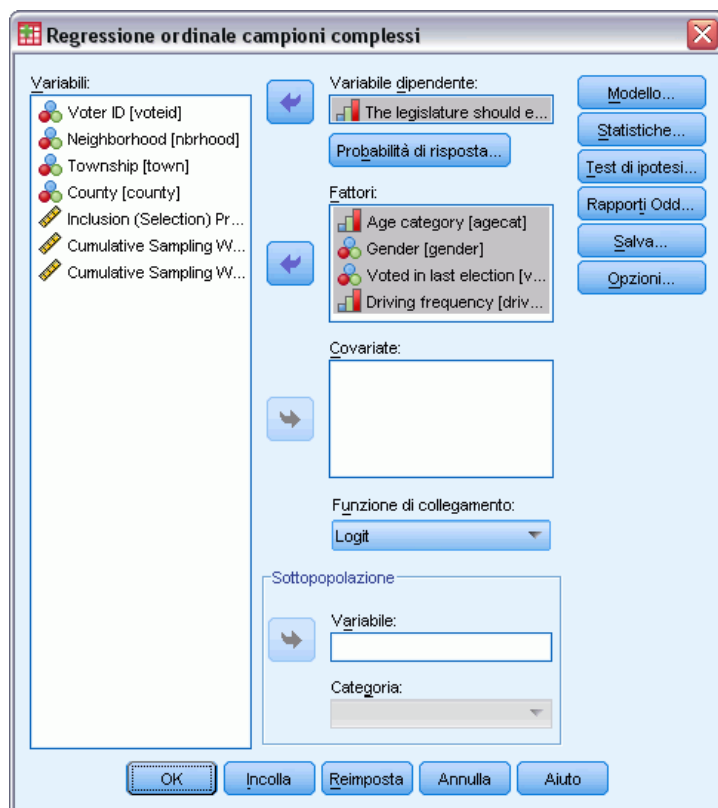 Regressione ordinale campioni complessi
Variabili:
Voter ID [voteid]
Neighborhood [nbrhood]
Township [town]
County [county]
Inclusion (Selection) Pr...
Cumulative Sampling W...
Cumulative Sampling W...
Variabile dipendente:
The legislature should e...
Probabilità di risposta...
Fattori:
Age category [agecat]
Gender [gender]
Voted in last election [v...
Driving frequency [driv...
Covariate:
Funzione di collegamento:
Logit
Sottopopolazione
Variabile:
Categoria:
Modello...
Statistiche...
Test di ipotesi...
Rapporti Odd...
Salva...
Opzioni...
OK
Incolla
Reimposta
Annulla
Aiuto